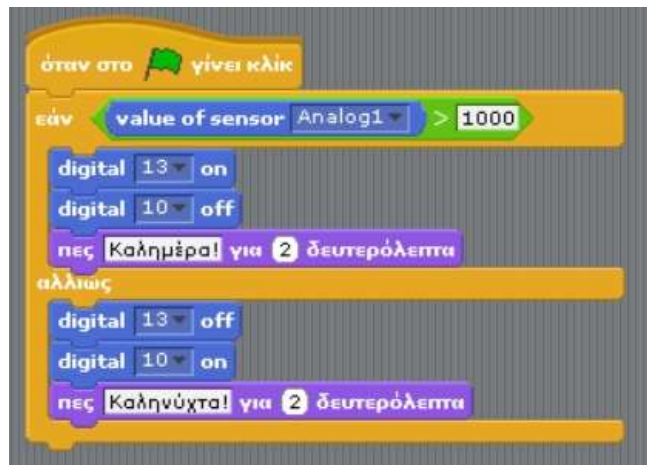 όταν στο γίνει κλικ
εάν value of sensor Analog1 > 1000
digital 13 on
digital 10 off
πες Καλημέρα! για 2 δευτερόλεπτα
αλλιώς
digital 13 off
digital 10 on
πες Καληνύχτα! για 2 δευτερόλεπτα